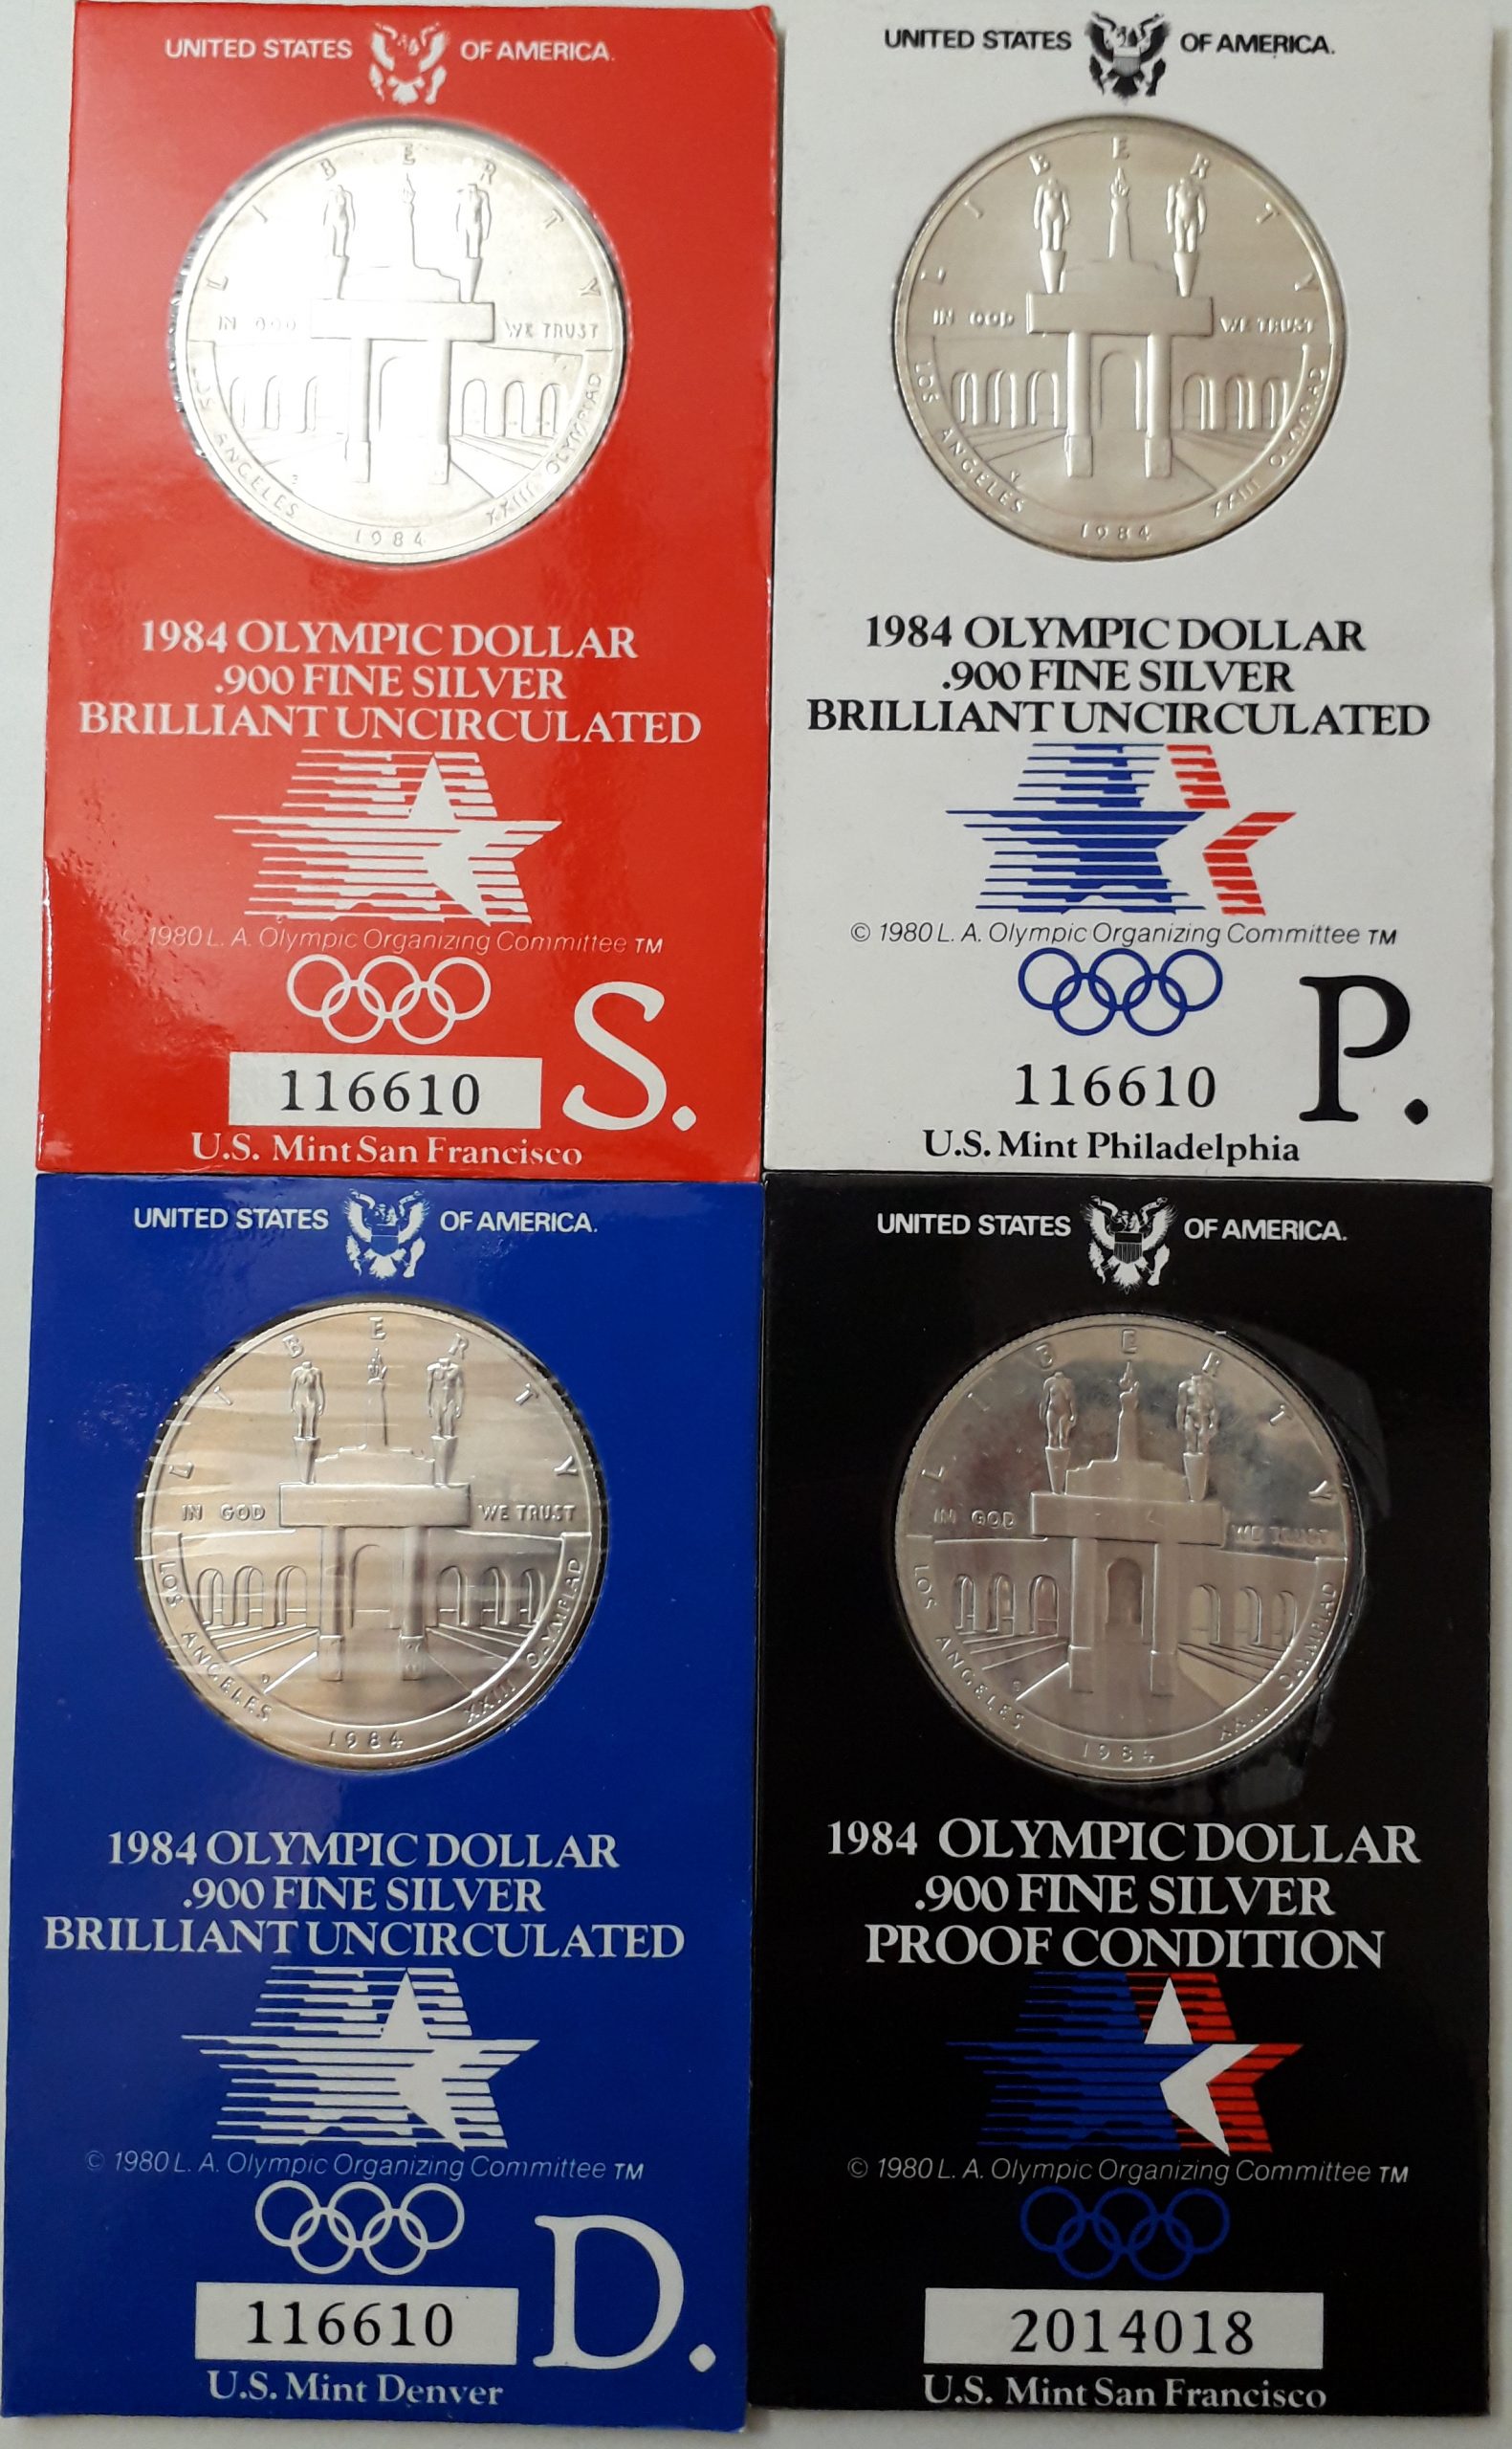 UNITED STATES OF AMERICA.
LIBERTY
IN GOD WE TRUST
LOS ANGELES XXIII OLYMPIAD
S
1984
1984 OLYMPIC DOLLAR
.900 FINE SILVER
BRILLIANT UNCIRCULATED
© 1980 L. A. Olympic Organizing Committee TM
S.
116610
U.S. Mint San Francisco
UNITED STATES OF AMERICA.
LIBERTY
IN GOD WE TRUST
LOS ANGELES XXIII OLYMPIAD
1984
1984 OLYMPIC DOLLAR
.900 FINE SILVER
BRILLIANT UNCIRCULATED
© 1980 L. A. Olympic Organizing Committee TM
P.
116610
U.S. Mint Philadelphia
UNITED STATES OF AMERICA.
LIBERTY
IN GOD WE TRUST
LOS ANGELES XXIII OLYMPIAD
D
1984
1984 OLYMPIC DOLLAR
.900 FINE SILVER
BRILLIANT UNCIRCULATED
© 1980 L. A. Olympic Organizing Committee TM
D.
116610
U.S. Mint Denver
UNITED STATES OF AMERICA.
LIBERTY
IN GOD WE TRUST
LOS ANGELES OLYMPIAD
S
1984
1984 OLYMPIC DOLLAR
.900 FINE SILVER
PROOF CONDITION
© 1980 L. A. Olympic Organizing Committee TM
2014018
U.S. Mint San Francisco